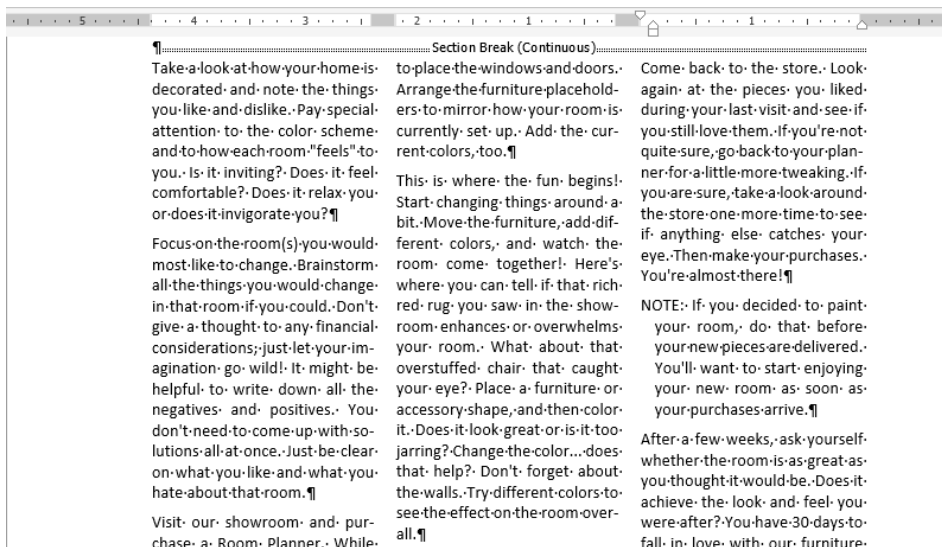 5 4 3 2 1 1 1
¶ Section Break (Continuous)
Take a look at how your home is
decorated and note the things
you like and dislike. Pay special
attention to the color scheme
and to how each room "feels" to
you. Is it inviting? Does it feel
comfortable? Does it relax you
or does it invigorate you?¶
Focus on the room(s) you would
most like to change. Brainstorm
all the things you would change
in that room if you could. Don't
give a thought to any financial
considerations; just let your im-
agination go wild! It might be
helpful to write down all the
negatives and positives. You
don't need to come up with so-
lutions all at once. Just be clear
on what you like and what you
hate about that room.¶
Visit our showroom and pur-
chase a Room Planner. While
to place the windows and doors.
Arrange the furniture placehold-
ers to mirror how your room is
currently set up. Add the cur-
rent colors, too.¶
This is where the fun begins!
Start changing things around a
bit. Move the furniture, add dif-
ferent colors, and watch the
room come together! Here's
where you can tell if that rich
red rug you saw in the show-
room enhances or overwhelms
your room. What about that
overstuffed chair that caught
your eye? Place a furniture or
accessory shape, and then color
it. Does it look great or is it too
jarring? Change the color... does
that help? Don't forget about
the walls. Try different colors to
see the effect on the room over-
all.¶
Come back to the store. Look
again at the pieces you liked
during your last visit and see if
you still love them. If you're not
quite sure, go back to your plan-
ner for a little more tweaking. If
you are sure, take a look around
the store one more time to see
if anything else catches your
eye. Then make your purchases.
You're almost there!¶
NOTE: If you decided to paint
your room, do that before
your new pieces are delivered.
You'll want to start enjoying
your new room as soon as
your purchases arrive.¶
After a few weeks, ask yourself
whether the room is as great as
you thought it would be. Does it
achieve the look and feel you
were after? You have 30 days to
fall in love with our furniture